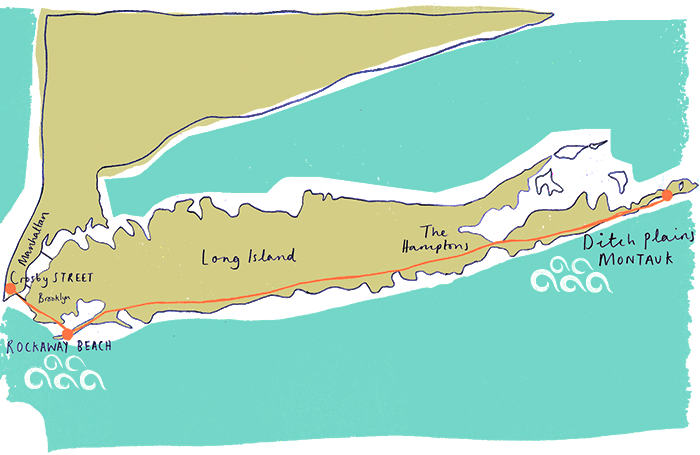 Manhattan
Crosby STREET
Brooklyn
ROCKAWAY BEACH
Long Island
The
Hamptons
Ditch plains
MONTAUK